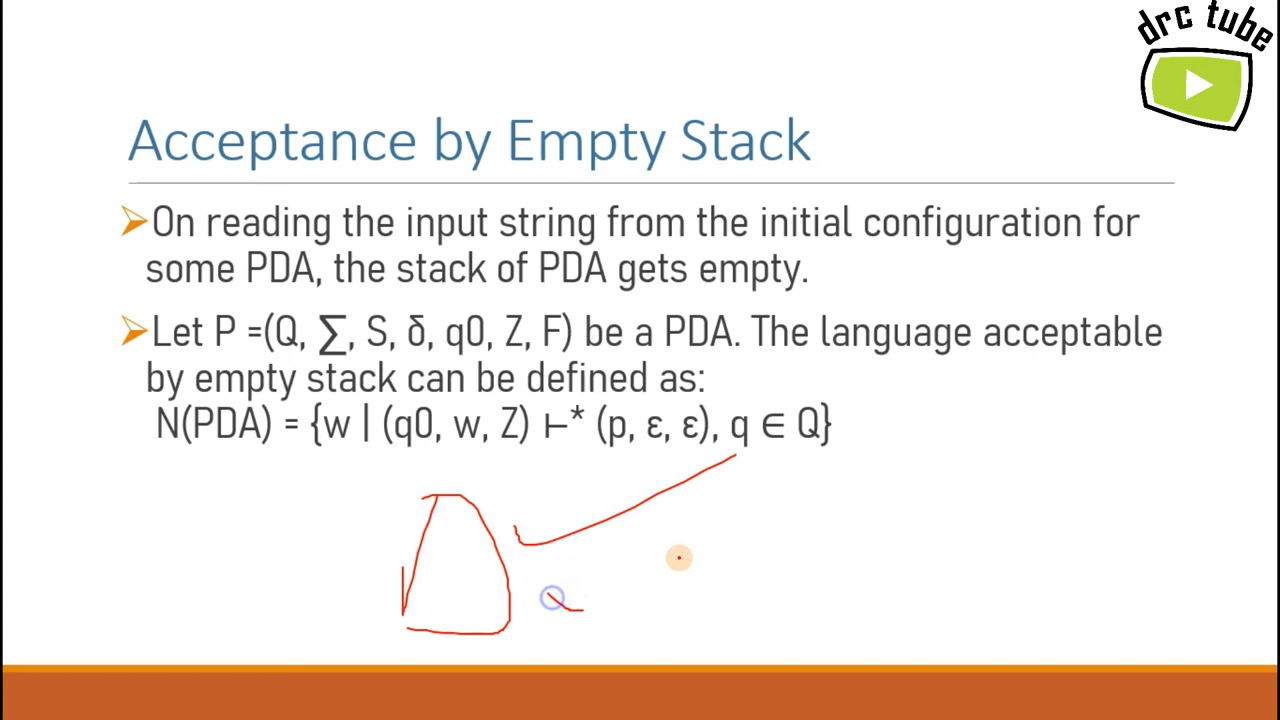 drc tube
Acceptance by Empty Stack
➢On reading the input string from the initial configuration for
some PDA, the stack of PDA gets empty.
➢Let P =(Q, ∑, S, δ, q0, Z, F) be a PDA. The language acceptable
by empty stack can be defined as:
N(PDA) = {w | (q0, w, Z) ⊢* (p, ε, ε), q ∈ Q}